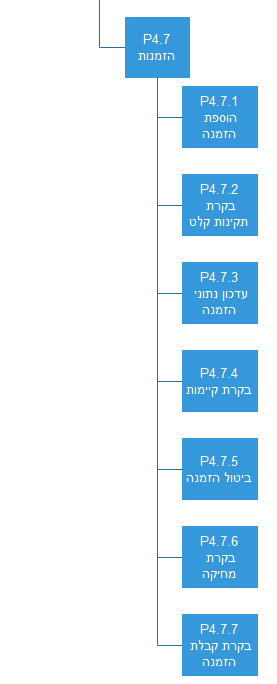 P4.7
הזמנות
P4.7.1
הוספת
הזמנה
P4.7.2
בקרת
תקינות קלט
P4.7.3
עדכון נתוני
הזמנה
P4.7.4
בקרת קיימות
P4.7.5
ביטול הזמנה
P4.7.6
בקרת
מחיקה
P4.7.7
בקרת קבלת
הזמנה